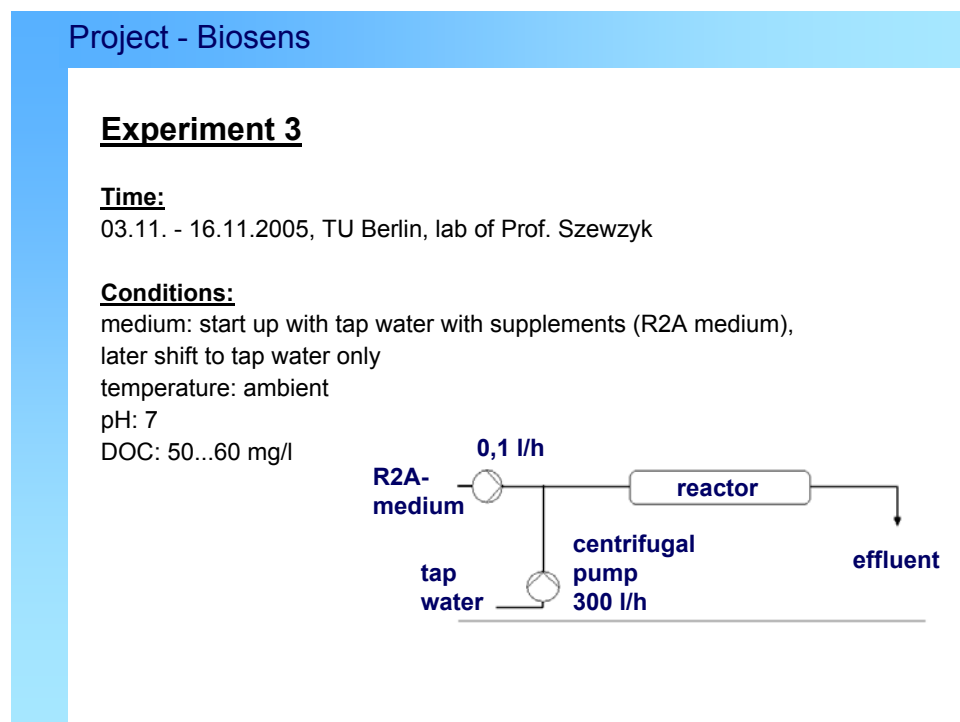 Project - Biosens
Experiment 3
Time:
03.11. - 16.11.2005, TU Berlin, lab of Prof. Szewzyk
Conditions:
medium: start up with tap water with supplements (R2A medium),
later shift to tap water only
temperature: ambient
pH: 7
DOC: 50...60 mg/l
0,1 l/h
R2A-
medium
reactor
centrifugal
pump
300 l/h
tap
water
effluent